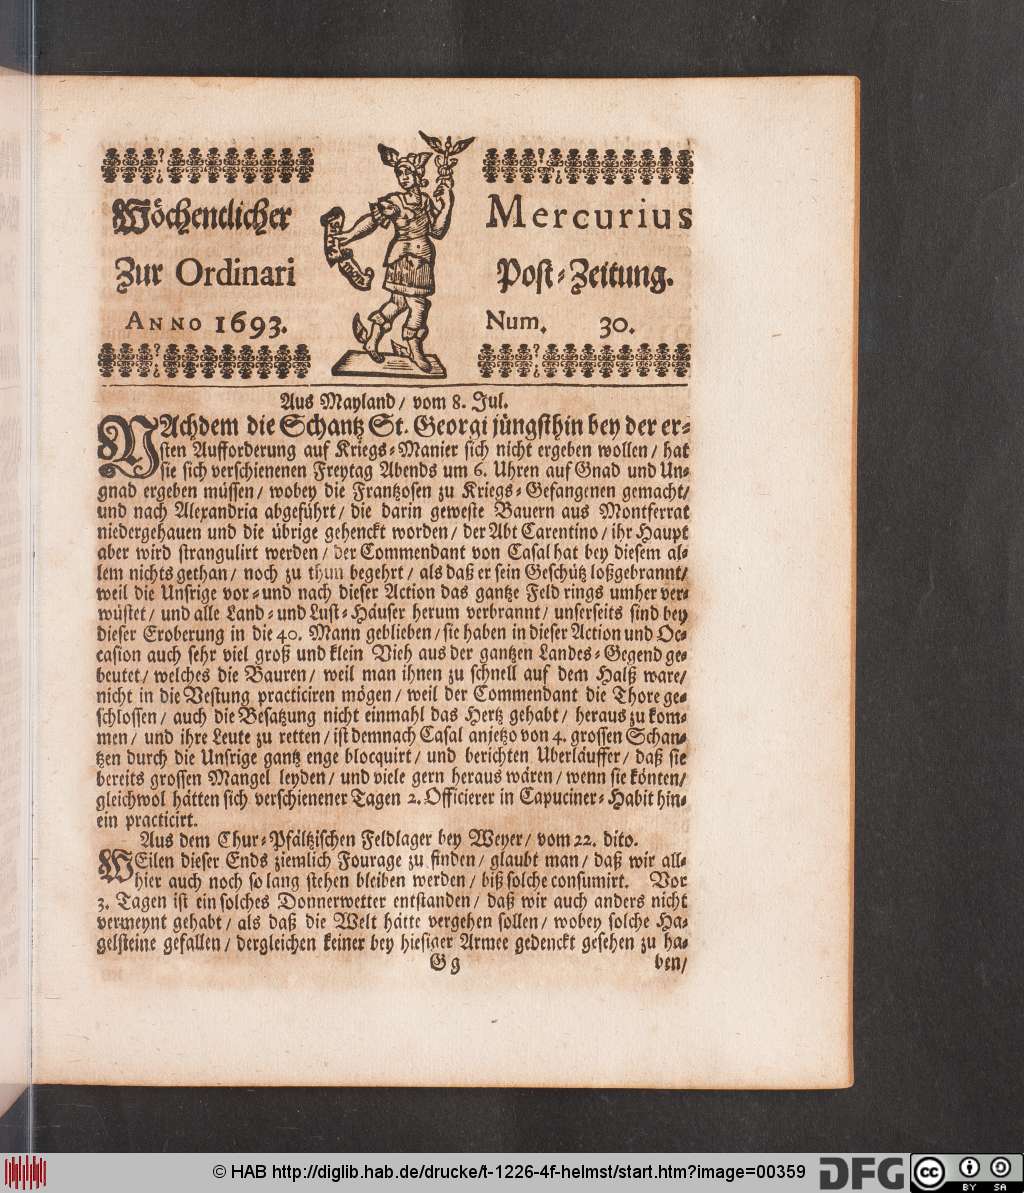 Wöchentlicher Mercurius
Zur Ordinari Post-Zeitung.
ANNO 1693. Num. 30.
Aus Mayland/ vom 8. Jul.
NAchdem die Schantz St. Georgi jüngsthin bey der er-
sten Aufforderung auf Kriegs-Manier sich nicht ergeben wollen/ hat
sie sich verschienenen Freytag Abends um 6. Uhren auf Gnad und Un-
gnad ergeben müssen/ wobey die Frantzosen zu Kriegs-Gefangenen gemacht/
und nach Alexandria abgeführt/ die darin geweste Bauern aus Montferrat
niedergehauen und die übrige gehenckt worden/ der Abt Carentino/ ihr Haupt
aber wird strangulirt werden/ der Commendant von Casal hat bey diesem al-
lem nichts gethan/ noch zu thun begehrt/ als daß er sein Geschütz loßgebrannt/
weil die Unsrige vor- und nach dieser Action das gantze Feld rings umher ver-
wüstet/ und alle Land- und Lust-Häuser herum verbrannt/ unserseits sind bey
dieser Eroberung in die 40. Mann geblieben/ sie haben in dieser Action und Oc-
casion auch sehr viel groß und klein Vieh aus der gantzen Landes-Gegend ge-
beutet/ welches die Bauren/ weil man ihnen zu schnell auf dem Halß ware/
nicht in die Vestung practiciren mögen/ weil der Commendant die Thore ge-
schlossen/ auch die Besatzung nicht einmahl das Hertz gehabt/ heraus zu kom-
men/ und ihre Leute zu retten/ ist demnach Casal anjetzo von 4. grossen Schan-
tzen durch die Unsrige gantz enge blocquirt/ und berichten Uberläuffer/ daß sie
bereits grossen Mangel leyden/ und viele gern heraus wären/ wenn sie könten/
gleichwol hätten sich verschienener Tagen 2. Officierer in Capuciner-Habit hin-
ein practicirt.
Aus dem Chur-Pfältzischen Feldlager bey Weyer/ vom 22. dito.
WEilen dieser Ends ziemlich Fourage zu finden/ glaubt man/ daß wir all-
hier auch noch so lang stehen bleiben werden/ biß solche consumirt. Vor
3. Tagen ist ein solches Donnerwetter entstanden/ daß wir auch anders nicht
vermeynt gehabt/ als daß die Welt hätte vergehen sollen/ wobey solche Ha-
gelsteine gefallen/ dergleichen keiner bey hiesiger Armee gedenckt gesehen zu ha-
Gg ben/
© HAB http://diglib.hab.de/drucke/t-1226-4f-helmst/start.htm?image=00359
DFG
cc BY SA